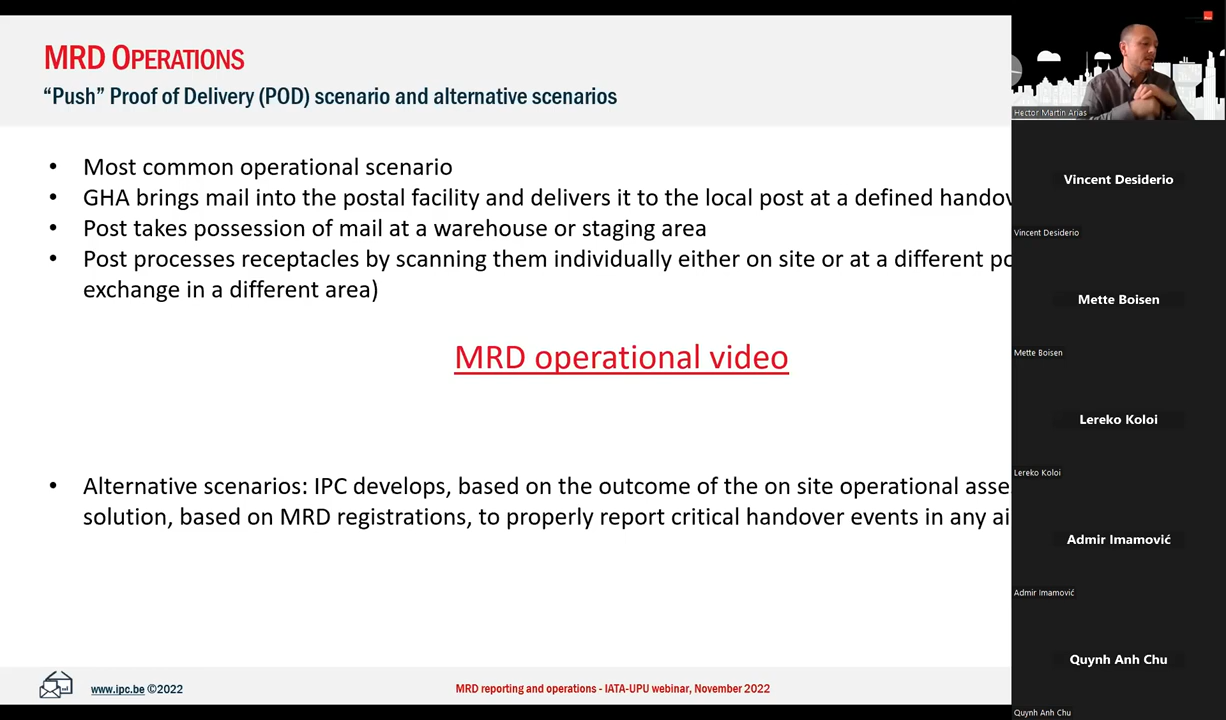 MRD OPERATIONS
“Push” Proof of Delivery (POD) scenario and alternative scenarios
• Most common operational scenario
• GHA brings mail into the postal facility and delivers it to the local post at a defined handov
• Post takes possession of mail at a warehouse or staging area
• Post processes receptacles by scanning them individually either on site or at a different po
exchange in a different area)
MRD operational video
• Alternative scenarios: IPC develops, based on the outcome of the on site operational asse
solution, based on MRD registrations, to properly report critical handover events in any ai
www.ipc.be ©2022
MRD reporting and operations - IATA-UPU webinar, November 2022
Hector Martin Arias
Vincent Desiderio
Vincent Desiderio
Mette Boisen
Mette Boisen
Lereko Koloi
Lereko Koloi
Admir Imamović
Admir Imamović
Quynh Anh Chu
Quynh Anh Chu